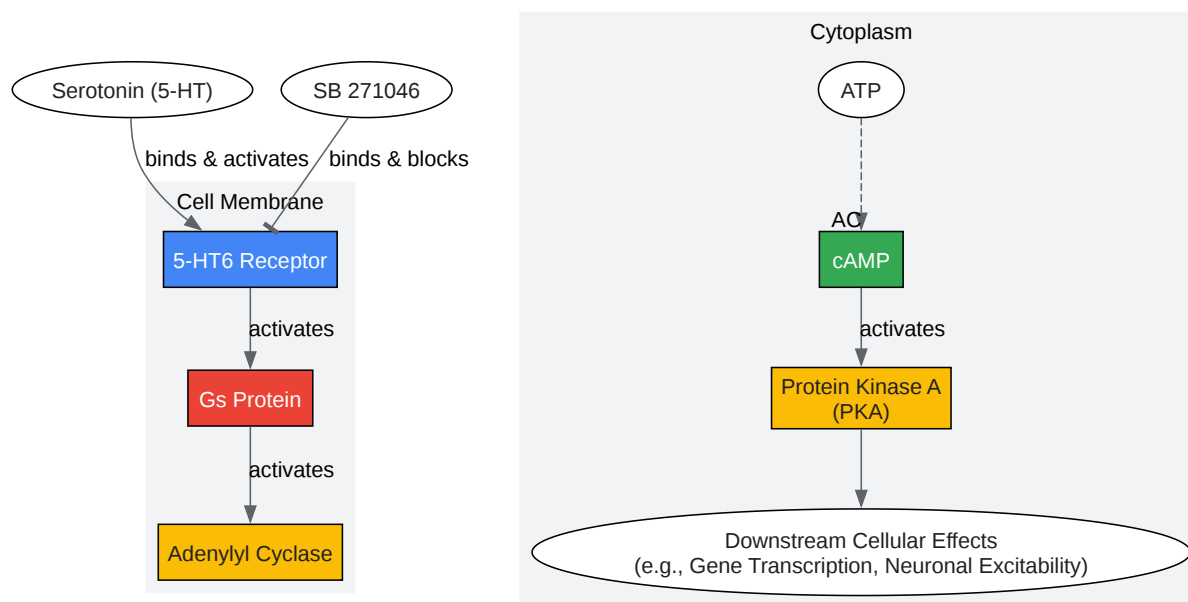 Cytoplasm
Serotonin (5-HT)
SB 271046
ATP
binds & activates
binds & blocks
Cell Membrane
AC
5-HT6 Receptor
cAMP
activates
activates
Protein Kinase A
(PKA)
Gs Protein
activates
Adenylyl Cyclase
Downstream Cellular Effects
(e.g., Gene Transcription, Neuronal Excitability)